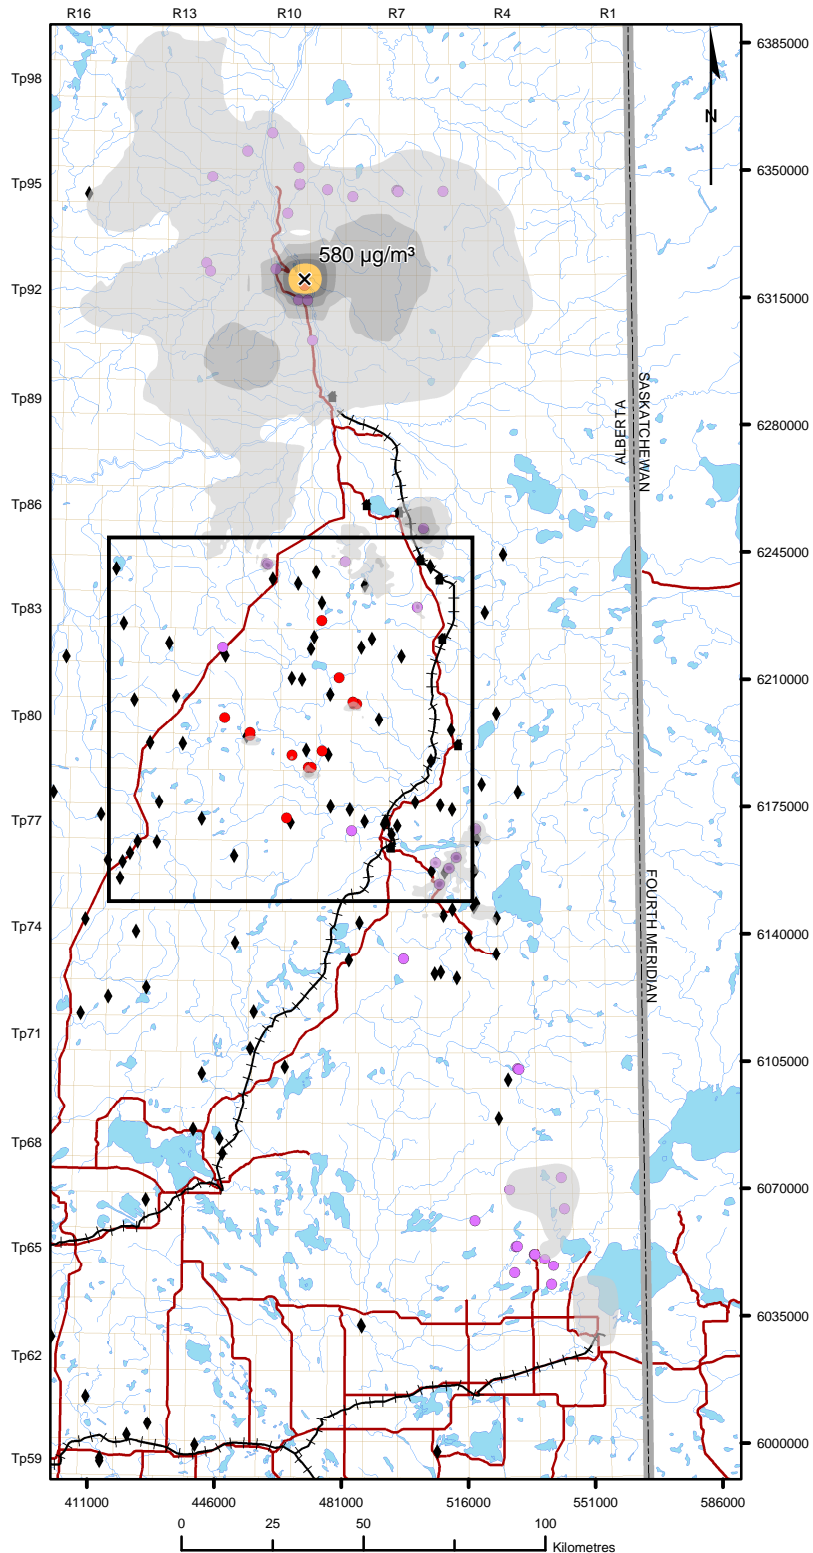 R16 R13 R10 R7 R4 R1
6385000
Tp98
N
6350000
Tp95
580 µg/m³
Tp92
6315000
Tp89
SASKATCHEWAN
ALBERTA
6280000
Tp86
6245000
Tp83
6210000
Tp80
6175000
Tp77
FOURTH MERIDIAN
Tp74
6140000
Tp71
6105000
Tp68
6070000
Tp65
6035000
Tp62
6000000
Tp59
411000 446000 481000 516000 551000 586000
0 25 50 100
Kilometres